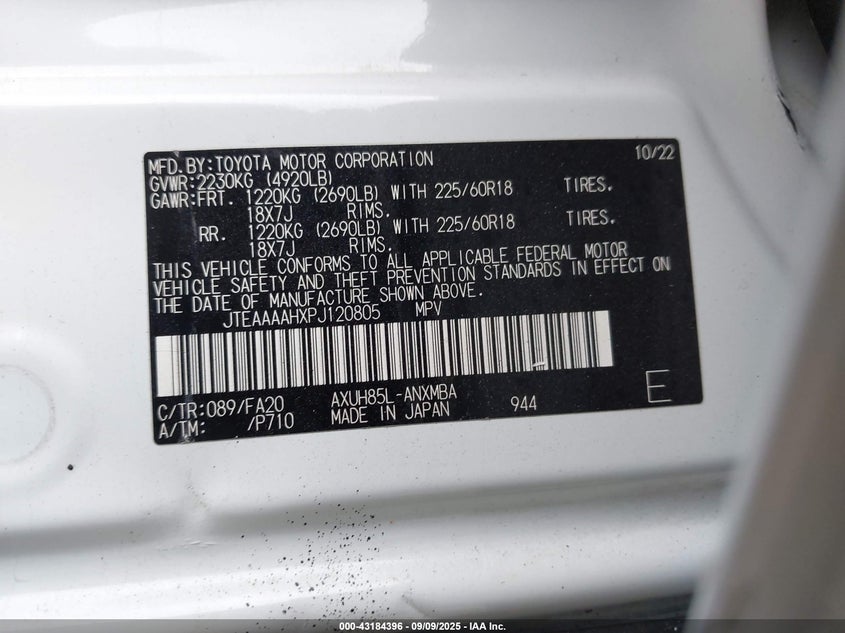 MFD.BY:TOYOTA MOTOR CORPORATION 10/22
GVWR:2230KG (4920LB)
GAWR:FRT. 1220KG (2690LB) WITH 225/60R18 TIRES.
18X7J RIMS.
RR. 1220KG (2690LB) WITH 225/60R18 TIRES.
18X7J RIMS.
THIS VEHICLE CONFORMS TO ALL APPLICABLE FEDERAL MOTOR
VEHICLE SAFETY AND THEFT PREVENTION STANDARDS IN EFFECT ON
THE DATE OF MANUFACTURE SHOWN ABOVE.
JTEAAAAHXPJ120805 MPV
C/TR:089/FA20 AXUH85L-ANXMBA 944 E
A/TM: /P710 MADE IN JAPAN
000-43184396 - 09/09/2025 - IAA Inc.